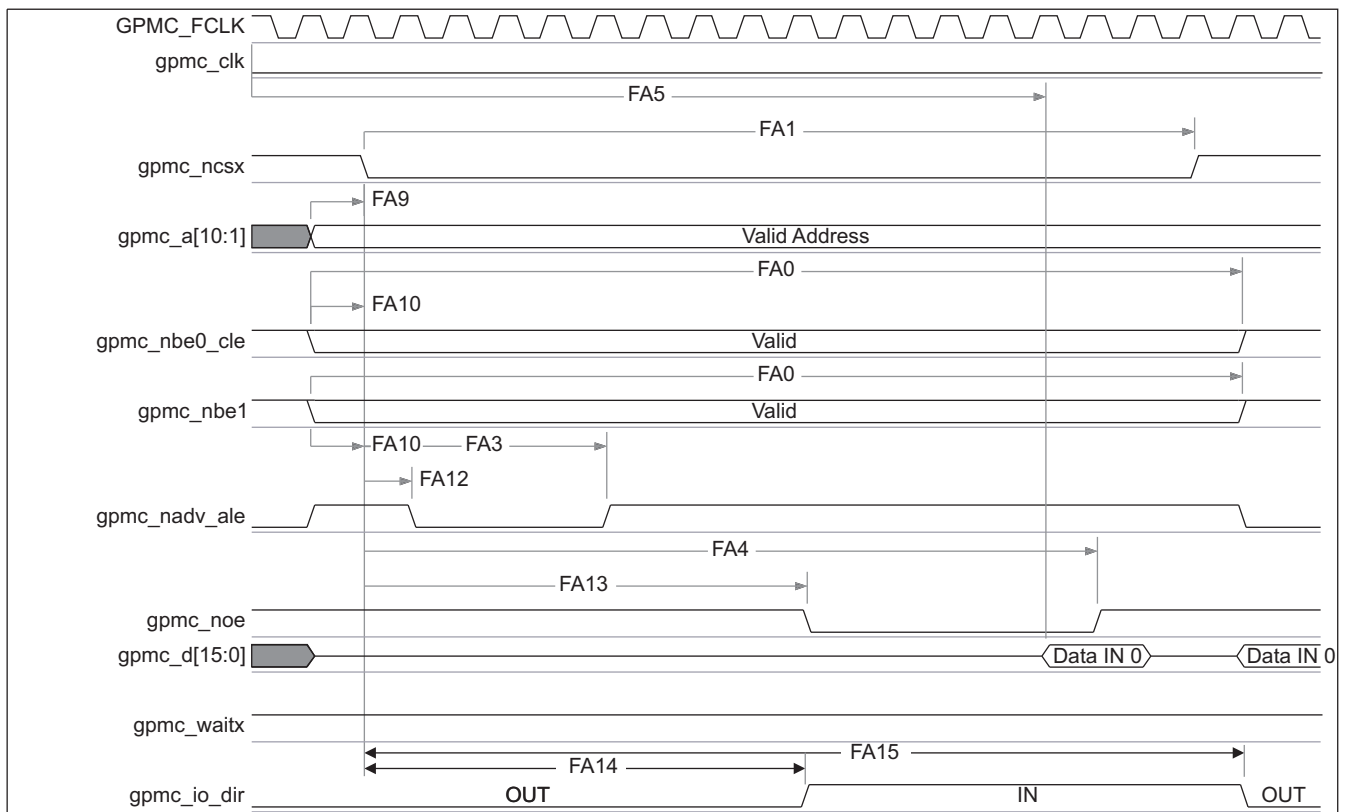 GPMC_FCLK
gpmc_clk
FA5
FA1
gpmc_ncsx
FA9
gpmc_a[10:1] Valid Address
FA0
FA10
gpmc_nbe0_cle Valid
FA0
gpmc_nbe1 Valid
FA10 FA3
FA12
gpmc_nadv_ale
FA4
FA13
gpmc_noe
gpmc_d[15:0] Data IN 0 Data IN 0
gpmc_waitx
FA15
FA14
gpmc_io_dir OUT IN OUT